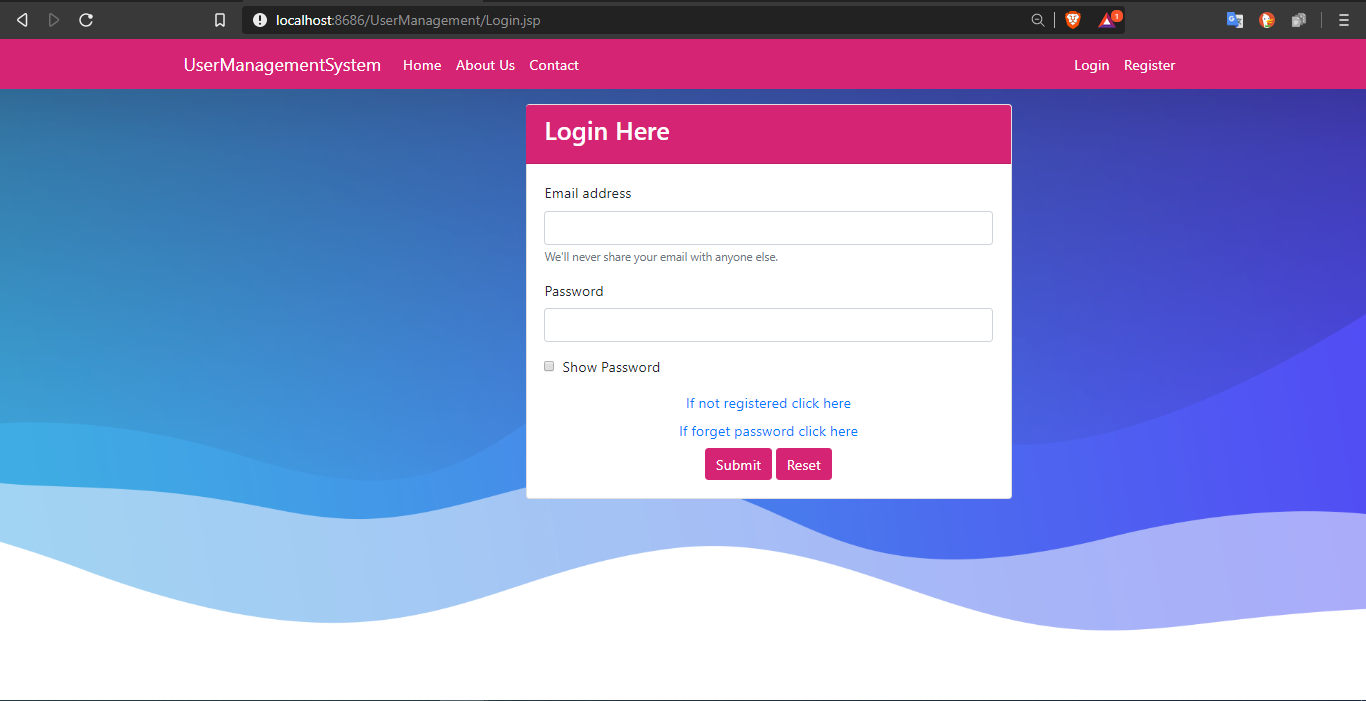 localhost:8686/UserManagement/Login.jsp
1
UserManagementSystem Home About Us Contact Login Register
Login Here
Email address
We'll never share your email with anyone else.
Password
Show Password
If not registered click here
If forget password click here
Submit Reset